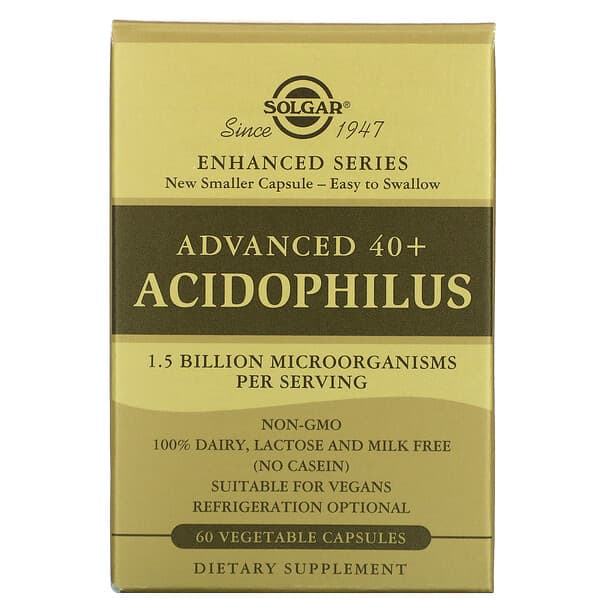 SOLGAR®
Since 1947
ENHANCED SERIES
New Smaller Capsule – Easy to Swallow
ADVANCED 40+
ACIDOPHILUS
1.5 BILLION MICROORGANISMS
PER SERVING
NON-GMO
100% DAIRY, LACTOSE AND MILK FREE
(NO CASEIN)
SUITABLE FOR VEGANS
REFRIGERATION OPTIONAL
60 VEGETABLE CAPSULES
DIETARY SUPPLEMENT